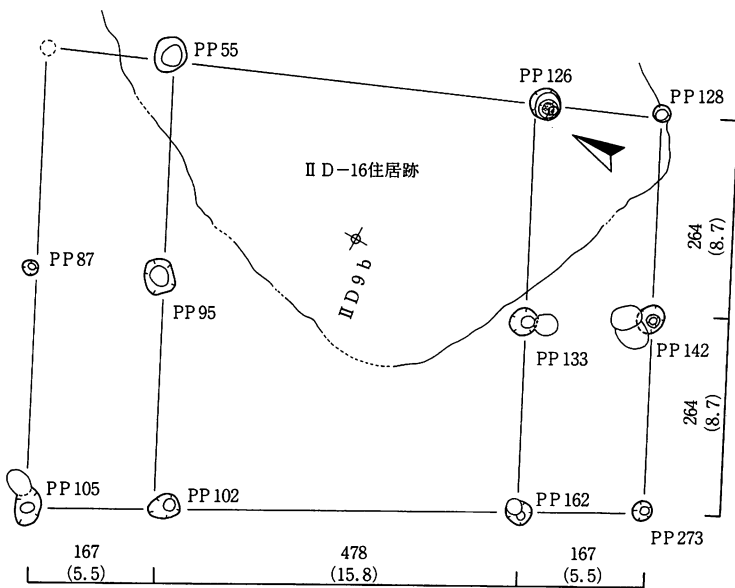 PP55
PP126
PP128
ⅡD-16住居跡
264
(8.7)
PP87
ⅡD9b
PP95
PP133
PP142
264
(8.7)
PP105
PP102
PP162
PP273
167
(5.5)
478
(15.8)
167
(5.5)